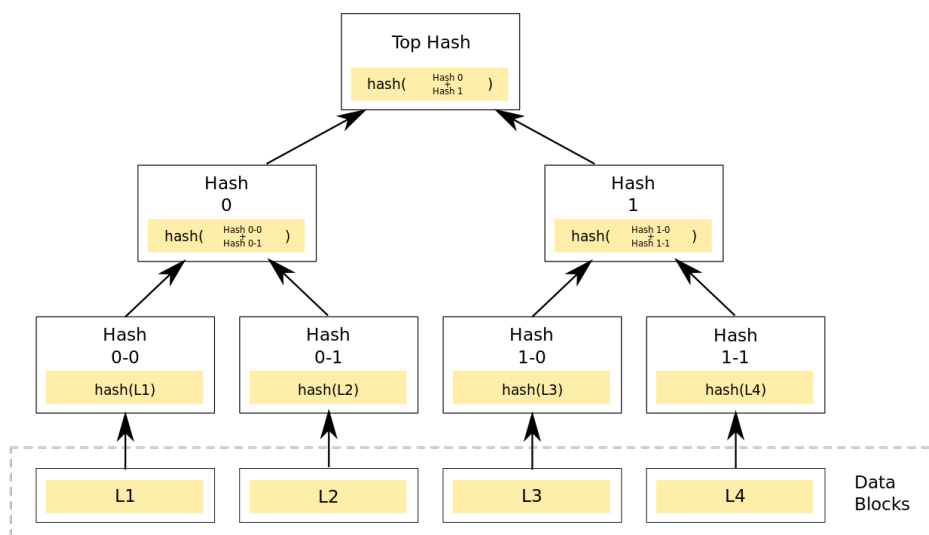 Top Hash
hash( Hash 0 + Hash 1 )
Hash
0
hash( Hash 0-0 + Hash 0-1 )
Hash
1
hash( Hash 1-0 + Hash 1-1 )
Hash
0-0
hash(L1)
Hash
0-1
hash(L2)
Hash
1-0
hash(L3)
Hash
1-1
hash(L4)
L1
L2
L3
L4
Data
Blocks